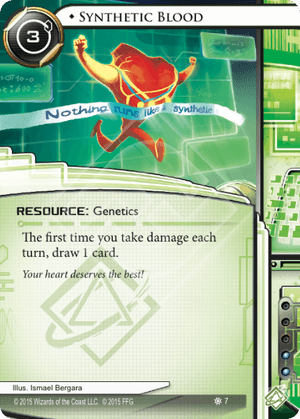 • Synthetic Blood
3
Nothing runs like a synthetic
Resource: Genetics
The first time you take damage each
turn, draw 1 card.
Your heart deserves the best!
Illus. Ismael Bergara
© 2015 Wizards of the Coast LLC. © 2015 FFG
7